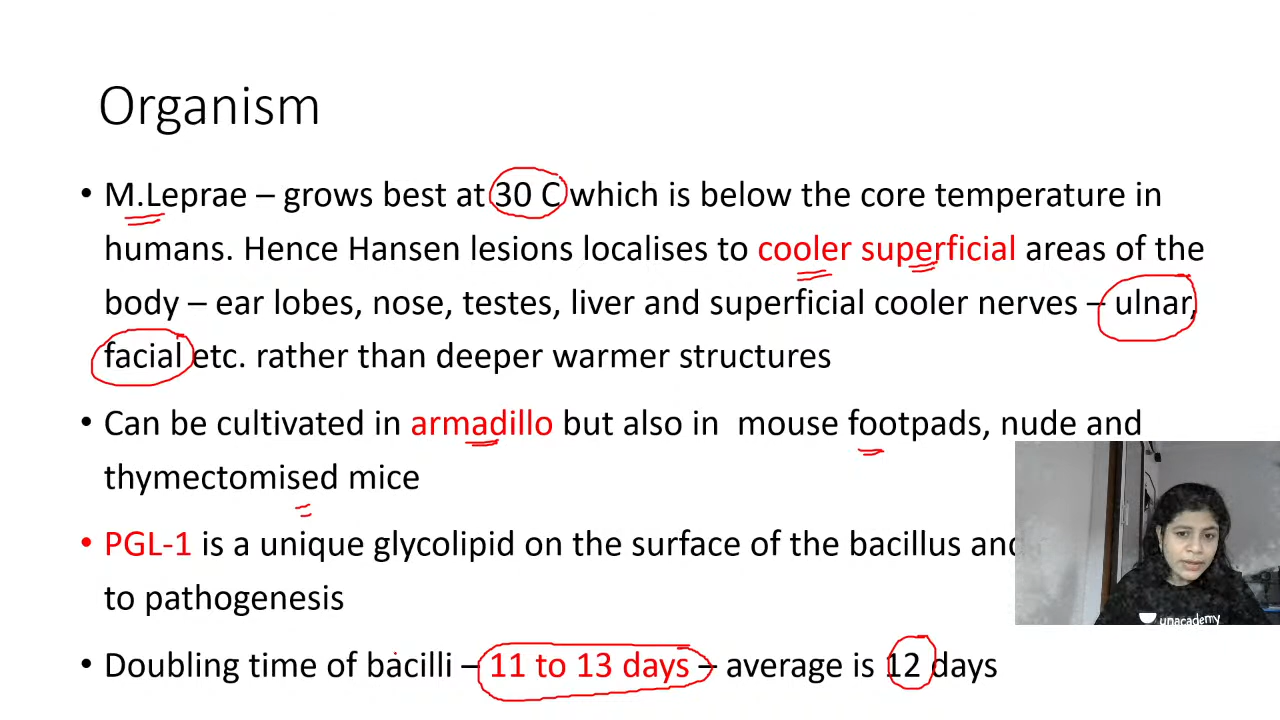 Organism
• M.Leprae – grows best at 30 C which is below the core temperature in
humans. Hence Hansen lesions localises to cooler superficial areas of the
body – ear lobes, nose, testes, liver and superficial cooler nerves – ulnar,
facial etc. rather than deeper warmer structures
• Can be cultivated in armadillo but also in mouse footpads, nude and
thymectomised mice
• PGL-1 is a unique glycolipid on the surface of the bacillus and
to pathogenesis
unacademy
• Doubling time of bacilli – 11 to 13 days – average is 12 days